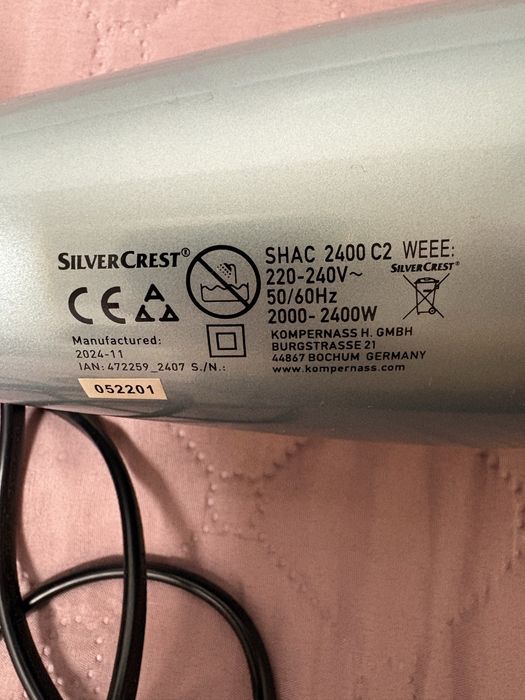 SILVERCREST®
CE
Manufactured:
2024-11
IAN: 472259_2407 S./N.:
052201
SHAC 2400 C2
220-240V~
50/60Hz
2000-2400W
KOMPERNASS H. GMBH
BURGSTRASSE 21
44867 BOCHUM GERMANY
www.kompernass.com
WEEE:
SILVERCREST®